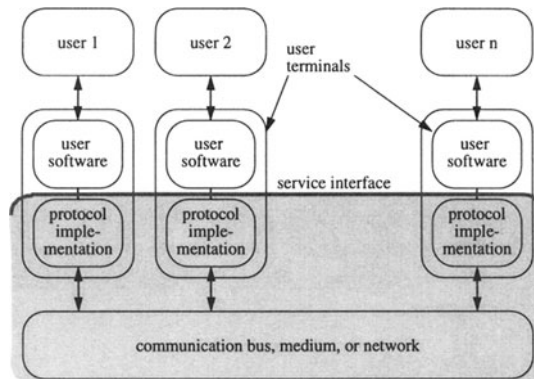 user 1
user 2
user
terminals
user n
user
software
user
software
user
software
service interface
protocol
imple-
mentation
protocol
imple-
mentation
protocol
imple-
mentation
communication bus, medium, or network